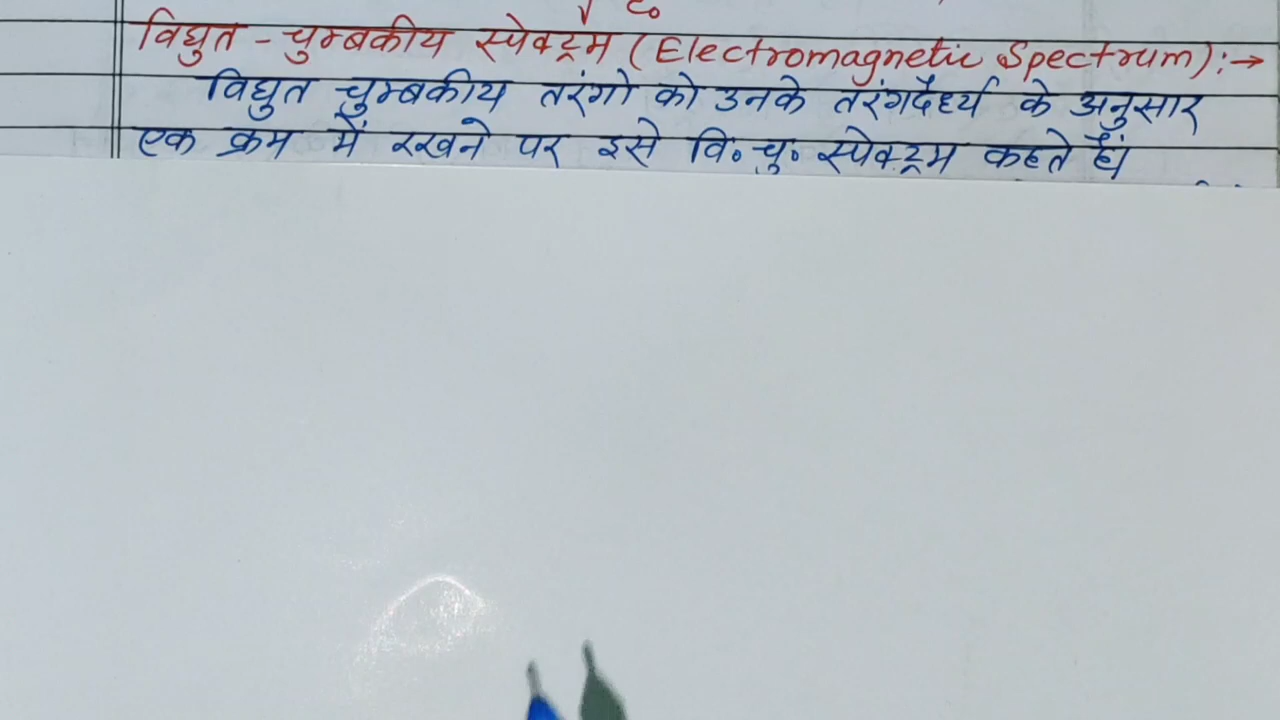 विद्युत - चुम्बकीय स्पेक्ट्रम (Electromagnetic Spectrum):→
विद्युत चुम्बकीय तरंगो को उनके तरंगदैर्ध्य के अनुसार
एक क्रम में रखने पर इसे वि॰ चु॰ स्पेक्ट्रम कहते हैं